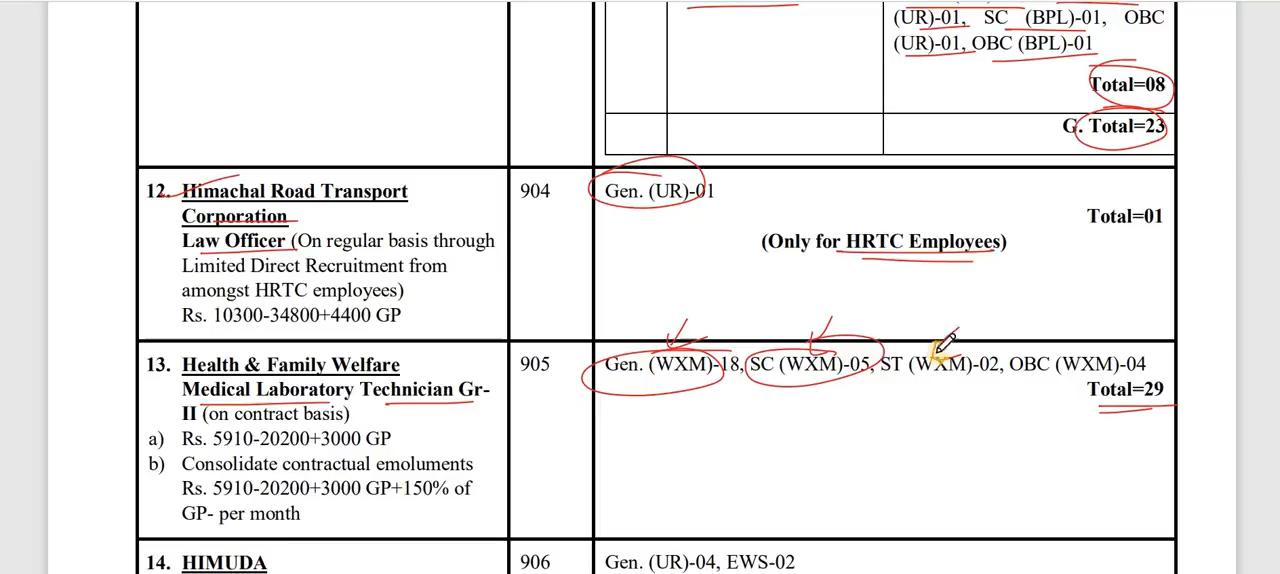 (UR)-01, SC (BPL)-01, OBC
(UR)-01, OBC (BPL)-01
Total=08
G. Total=23
12. Himachal Road Transport
Corporation
Law Officer (On regular basis through
Limited Direct Recruitment from
amongst HRTC employees)
Rs. 10300-34800+4400 GP
904
Gen. (UR)-01
Total=01
(Only for HRTC Employees)
13. Health & Family Welfare
Medical Laboratory Technician Gr-
II (on contract basis)
a) Rs. 5910-20200+3000 GP
b) Consolidate contractual emoluments
Rs. 5910-20200+3000 GP+150% of
GP- per month
905
Gen. (WXM)-18, SC (WXM)-05, ST (WXM)-02, OBC (WXM)-04
Total=29
14. HIMUDA
906
Gen. (UR)-04, EWS-02